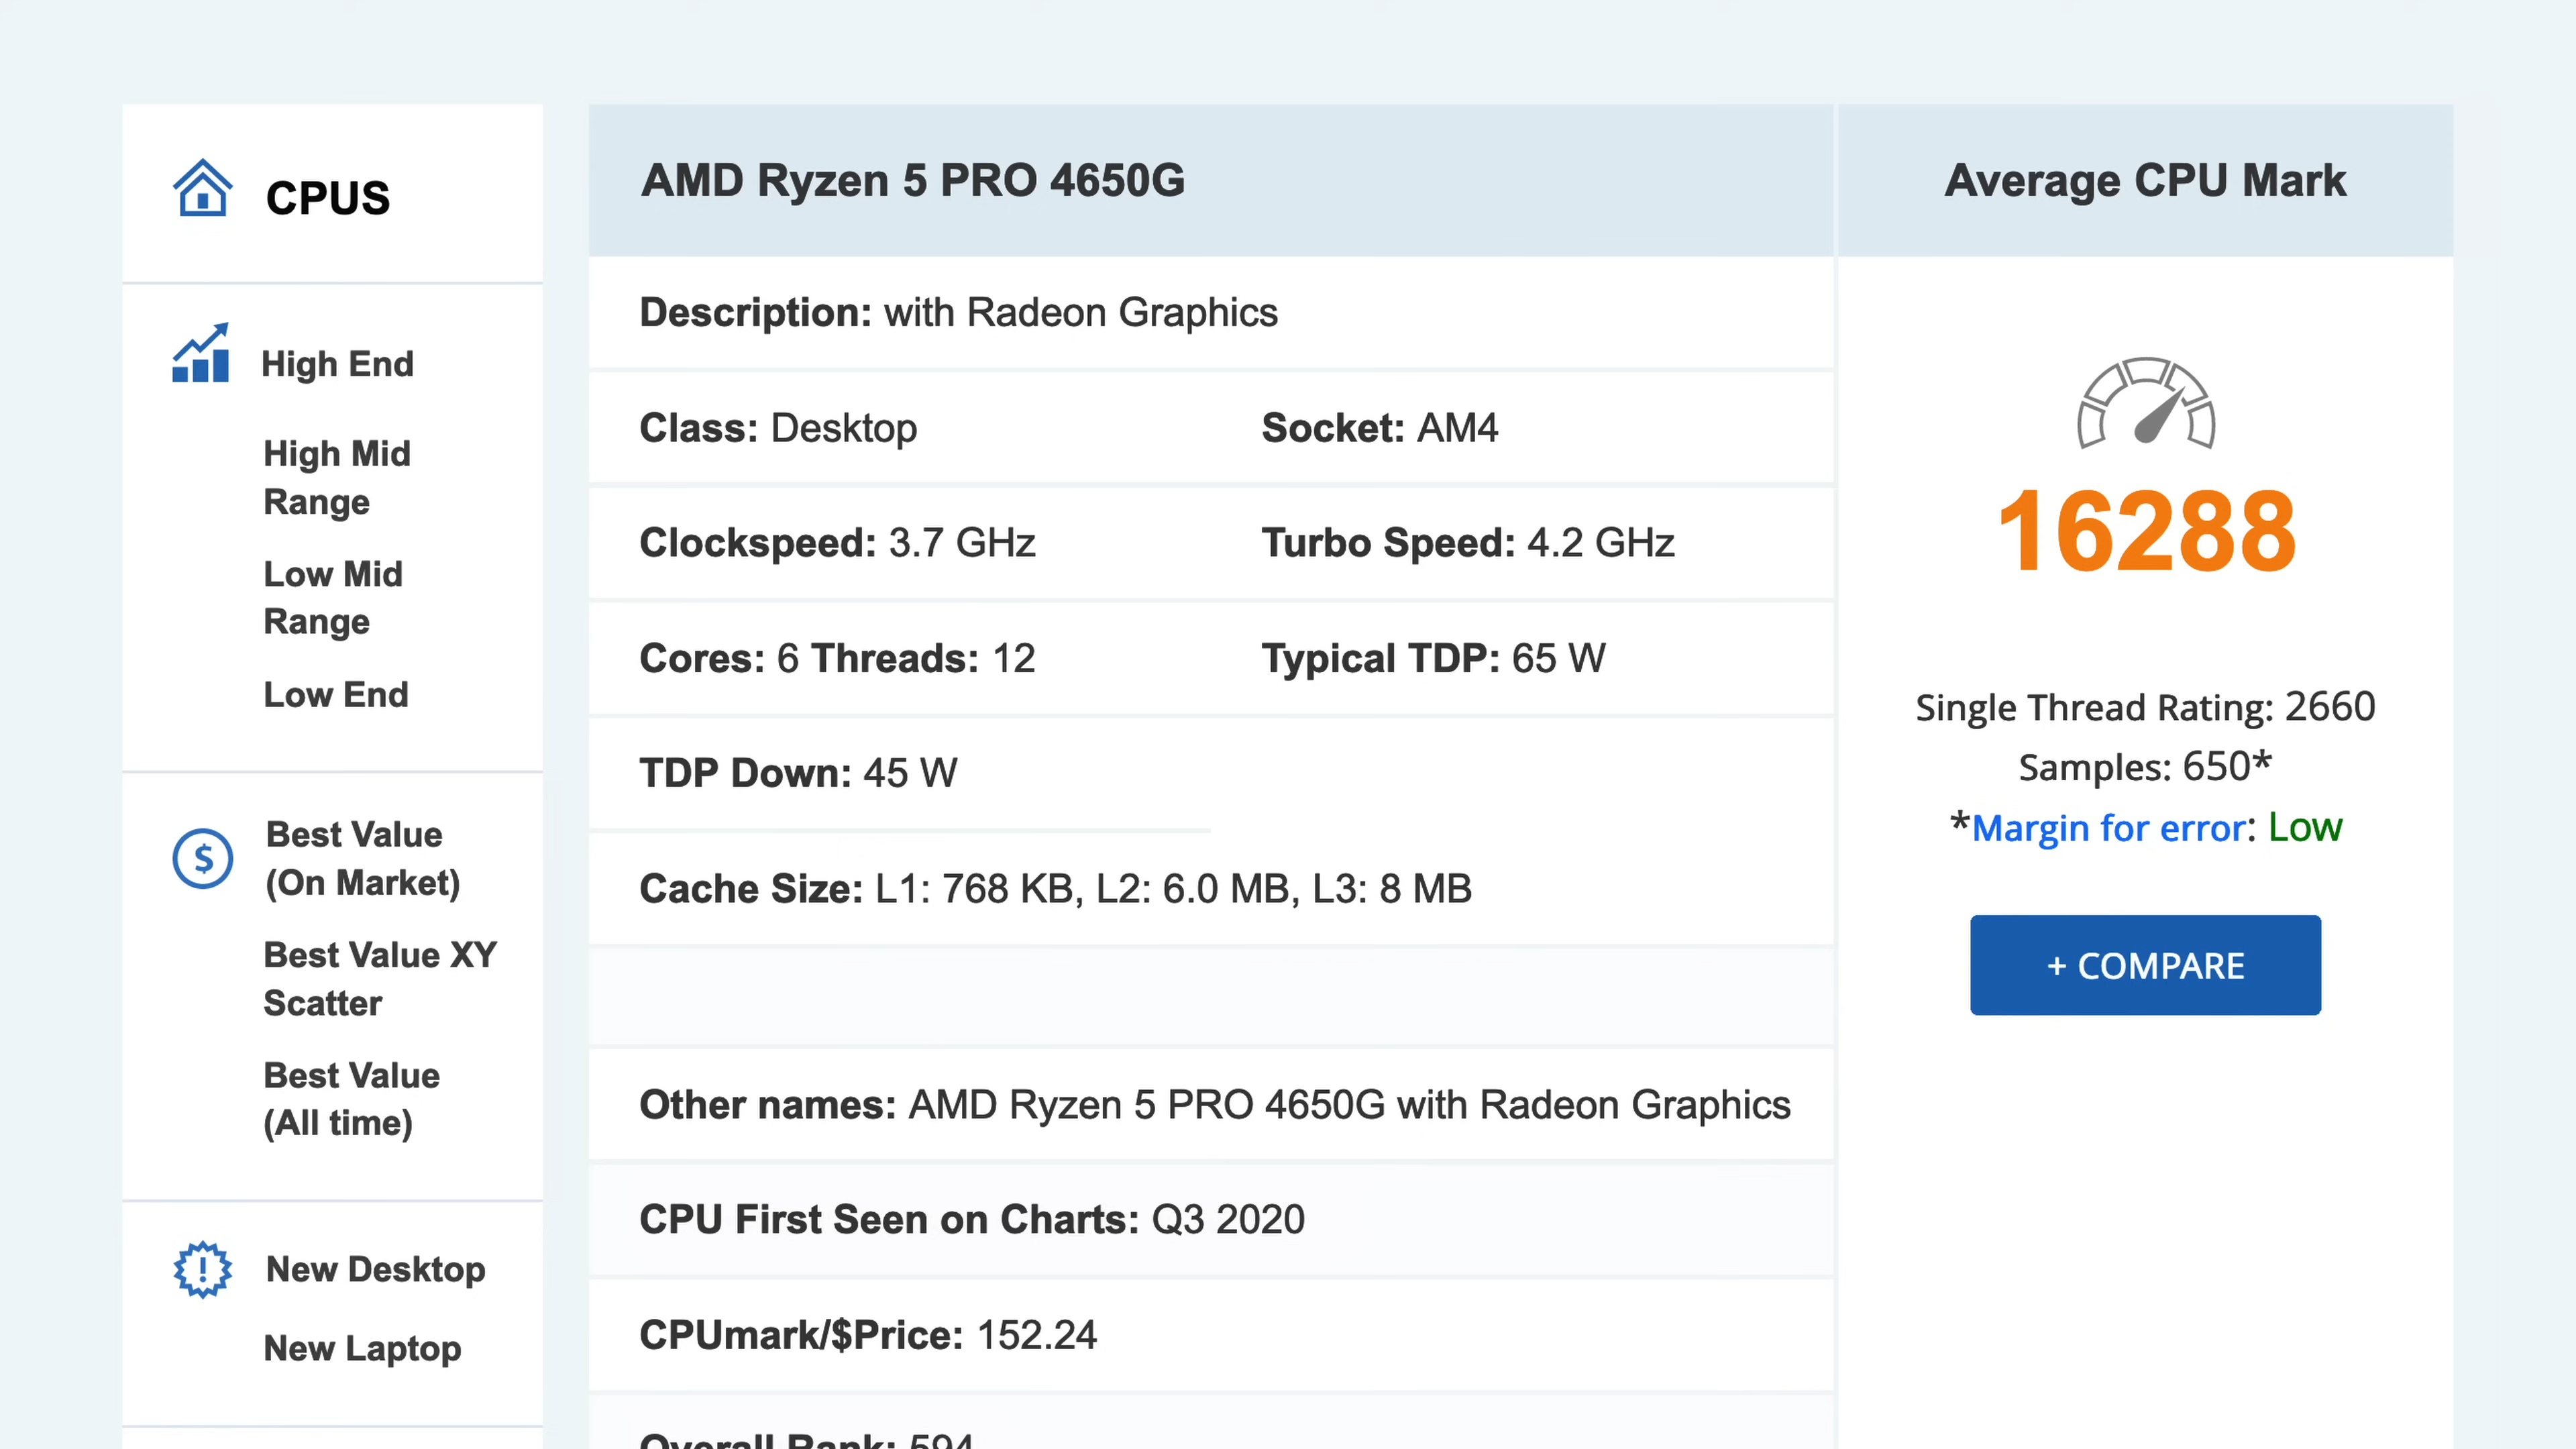 CPUS
High End
High Mid
Range
Low Mid
Range
Low End
Best Value
(On Market)
Best Value XY
Scatter
Best Value
(All time)
New Desktop
New Laptop
AMD Ryzen 5 PRO 4650G
Description: with Radeon Graphics
Class: Desktop Socket: AM4
Clockspeed: 3.7 GHz Turbo Speed: 4.2 GHz
Cores: 6 Threads: 12 Typical TDP: 65 W
TDP Down: 45 W
Cache Size: L1: 768 KB, L2: 6.0 MB, L3: 8 MB
Other names: AMD Ryzen 5 PRO 4650G with Radeon Graphics
CPU First Seen on Charts: Q3 2020
CPUmark/$Price: 152.24
Overall Rank: 594
Average CPU Mark
16288
Single Thread Rating: 2660
Samples: 650*
*Margin for error: Low
+ COMPARE